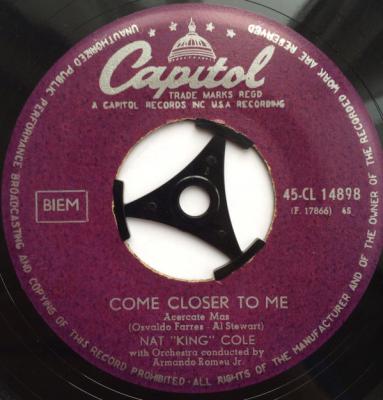 Capitol
TRADE MARKS REGD
A CAPITOL RECORDS INC USA RECORDING
BIEM
45-CL 14898
(F. 17866) 45
COME CLOSER TO ME
Acercate Mas
(Osvaldo Farres - Al Stewart)
NAT "KING" COLE
with Orchestra conducted by
Armando Romeu Jr.
ALL RIGHTS OF THE MANUFACTURER AND OF THE OWNER OF THE RECORDED WORK ARE RESERVED
UNAUTHORIZED PUBLIC PERFORMANCE BROADCASTING AND COPYING OF THIS RECORD PROHIBITED·